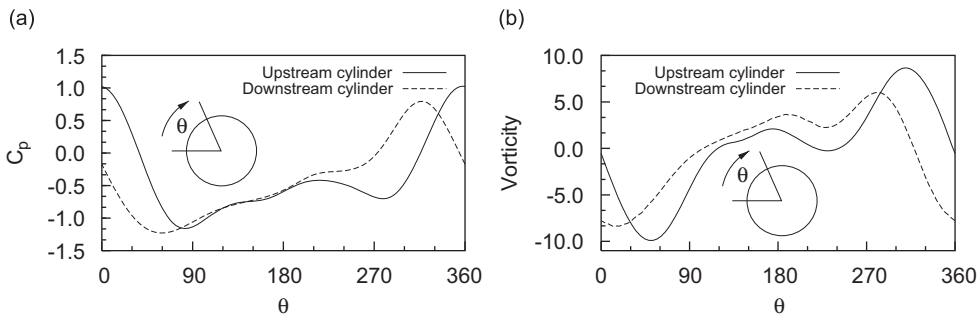 (a)
1.5
1.0
0.5
0.0
-0.5
-1.0
-1.5
Cp
Upstream cylinder
Downstream cylinder
θ
0 90 180 270 360
θ
(b)
10.0
5.0
0.0
-5.0
-10.0
Vorticity
Upstream cylinder
Downstream cylinder
θ
0 90 180 270 360
θ